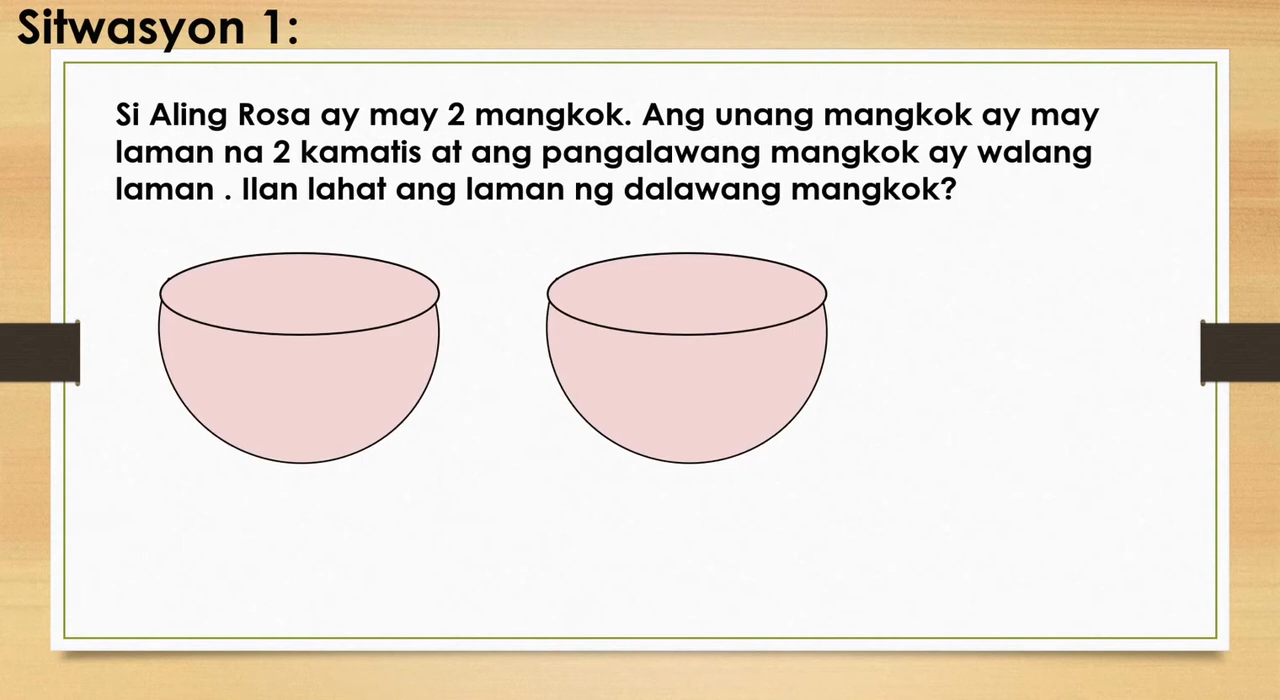 Sitwasyon 1:
Si Aling Rosa ay may 2 mangkok. Ang unang mangkok ay may
laman na 2 kamatis at ang pangalawang mangkok ay walang
laman . Ilan lahat ang laman ng dalawang mangkok?